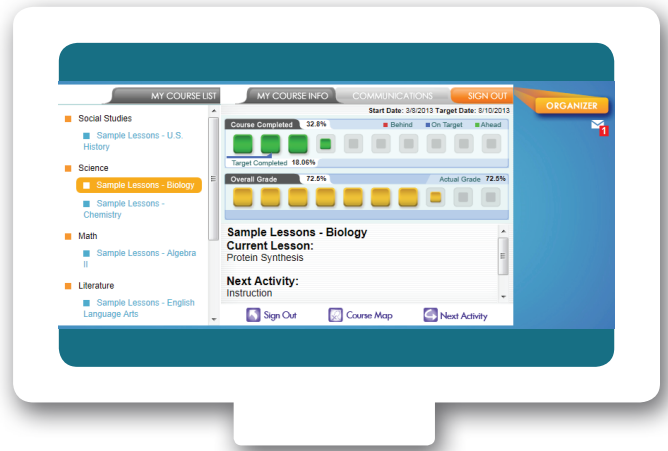 MY COURSE LIST
MY COURSE INFO
COMMUNICATIONS
SIGN OUT
ORGANIZER
1
Social Studies
Sample Lessons - U.S.
History
Science
Sample Lessons - Biology
Sample Lessons -
Chemistry
Math
Sample Lessons - Algebra
II
Literature
Sample Lessons - English
Language Arts
Start Date: 3/8/2013 Target Date: 8/10/2013
Course Completed 32.8%
Behind On Target Ahead
Target Completed 18.06%
Overall Grade 72.5%
Actual Grade 72.5%
Sample Lessons - Biology
Current Lesson:
Protein Synthesis
Next Activity:
Instruction
Sign Out
Course Map
Next Activity